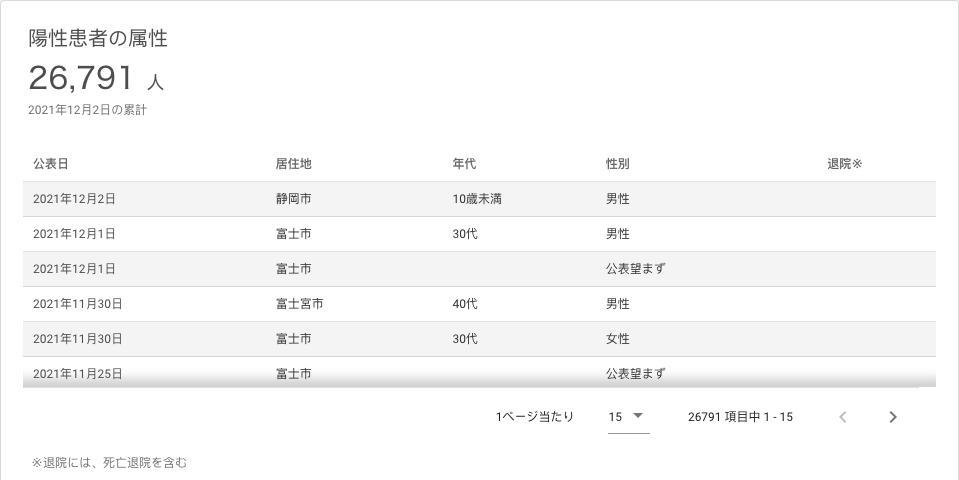 陽性患者の属性
26,791 人
2021年12月2日の累計
公表日 居住地 年代 性別 退院※
2021年12月2日 静岡市 10歳未満 男性
2021年12月1日 富士市 30代 男性
2021年12月1日 富士市 公表望まず
2021年11月30日 富士宮市 40代 男性
2021年11月30日 富士市 30代 女性
2021年11月25日 富士市 公表望まず
1ページ当たり 15 26791 項目中 1 - 15
※退院には、死亡退院を含む